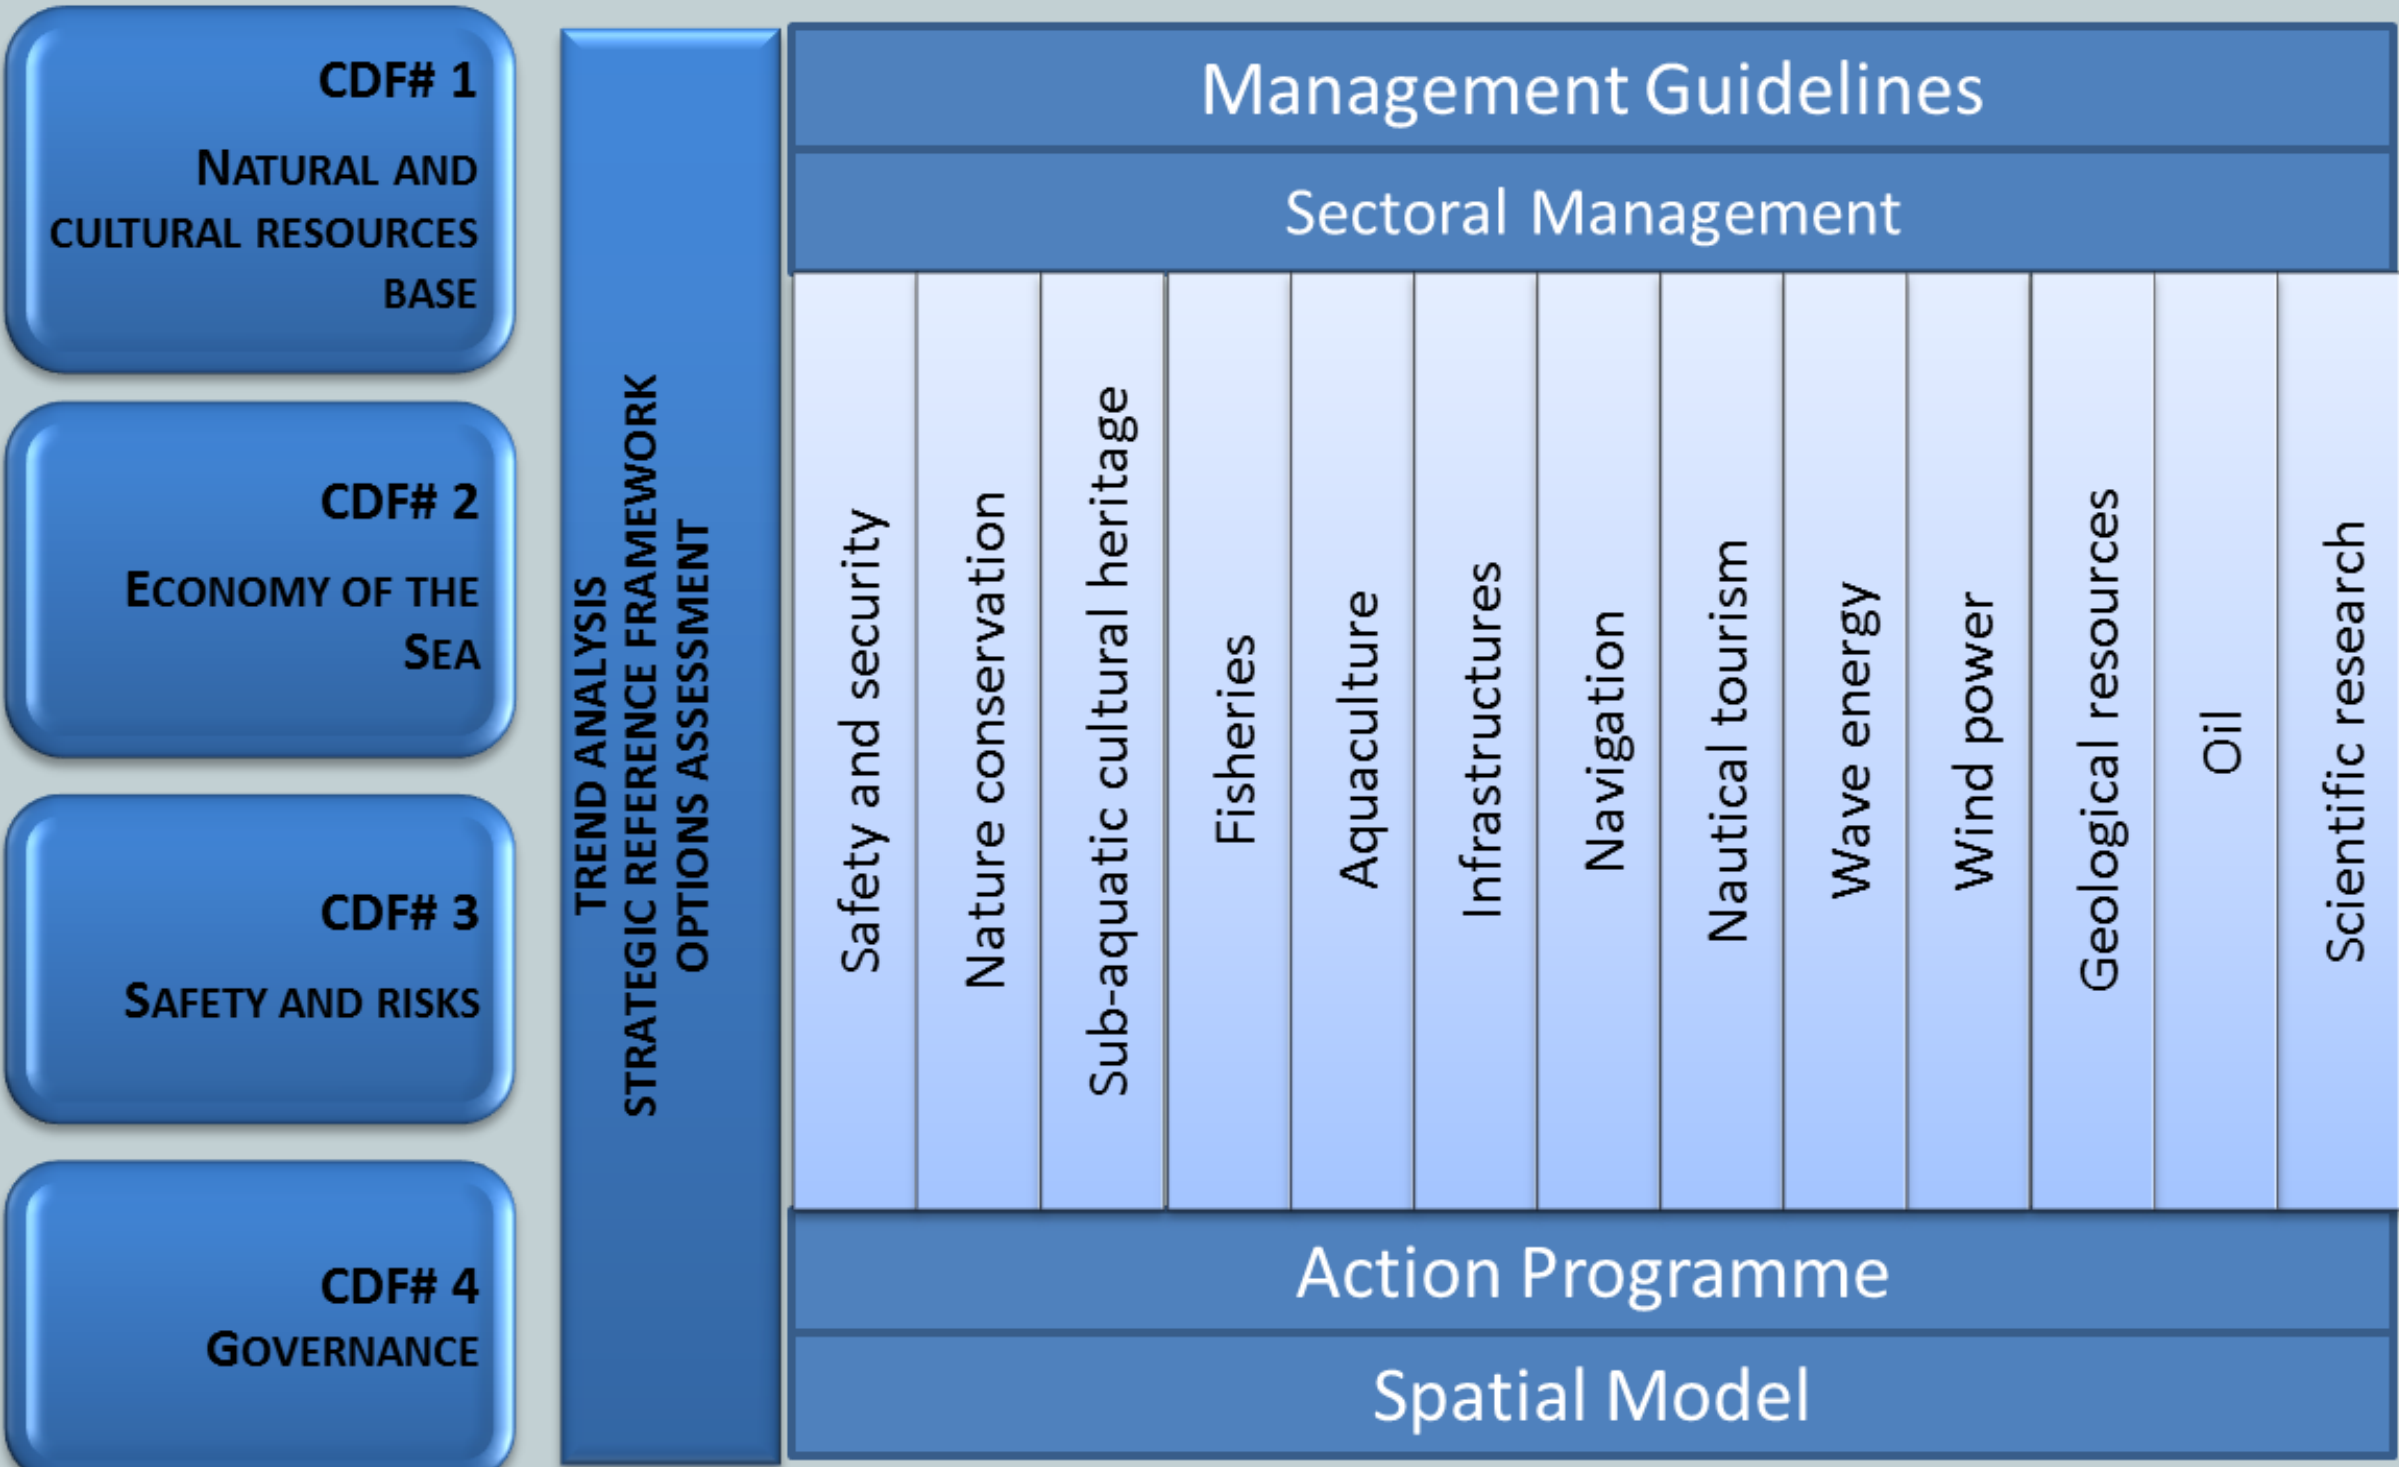 CDF# 1
NATURAL AND
CULTURAL RESOURCES
BASE
CDF# 2
ECONOMY OF THE
SEA
CDF# 3
SAFETY AND RISKS
CDF# 4
GOVERNANCE
TREND ANALYSIS
STRATEGIC REFERENCE FRAMEWORK
OPTIONS ASSESSMENT
Management Guidelines
Sectoral Management
Safety and security
Nature conservation
Sub-aquatic cultural heritage
Fisheries
Aquaculture
Infrastructures
Navigation
Nautical tourism
Wave energy
Wind power
Geological resources
Oil
Scientific research
Action Programme
Spatial Model